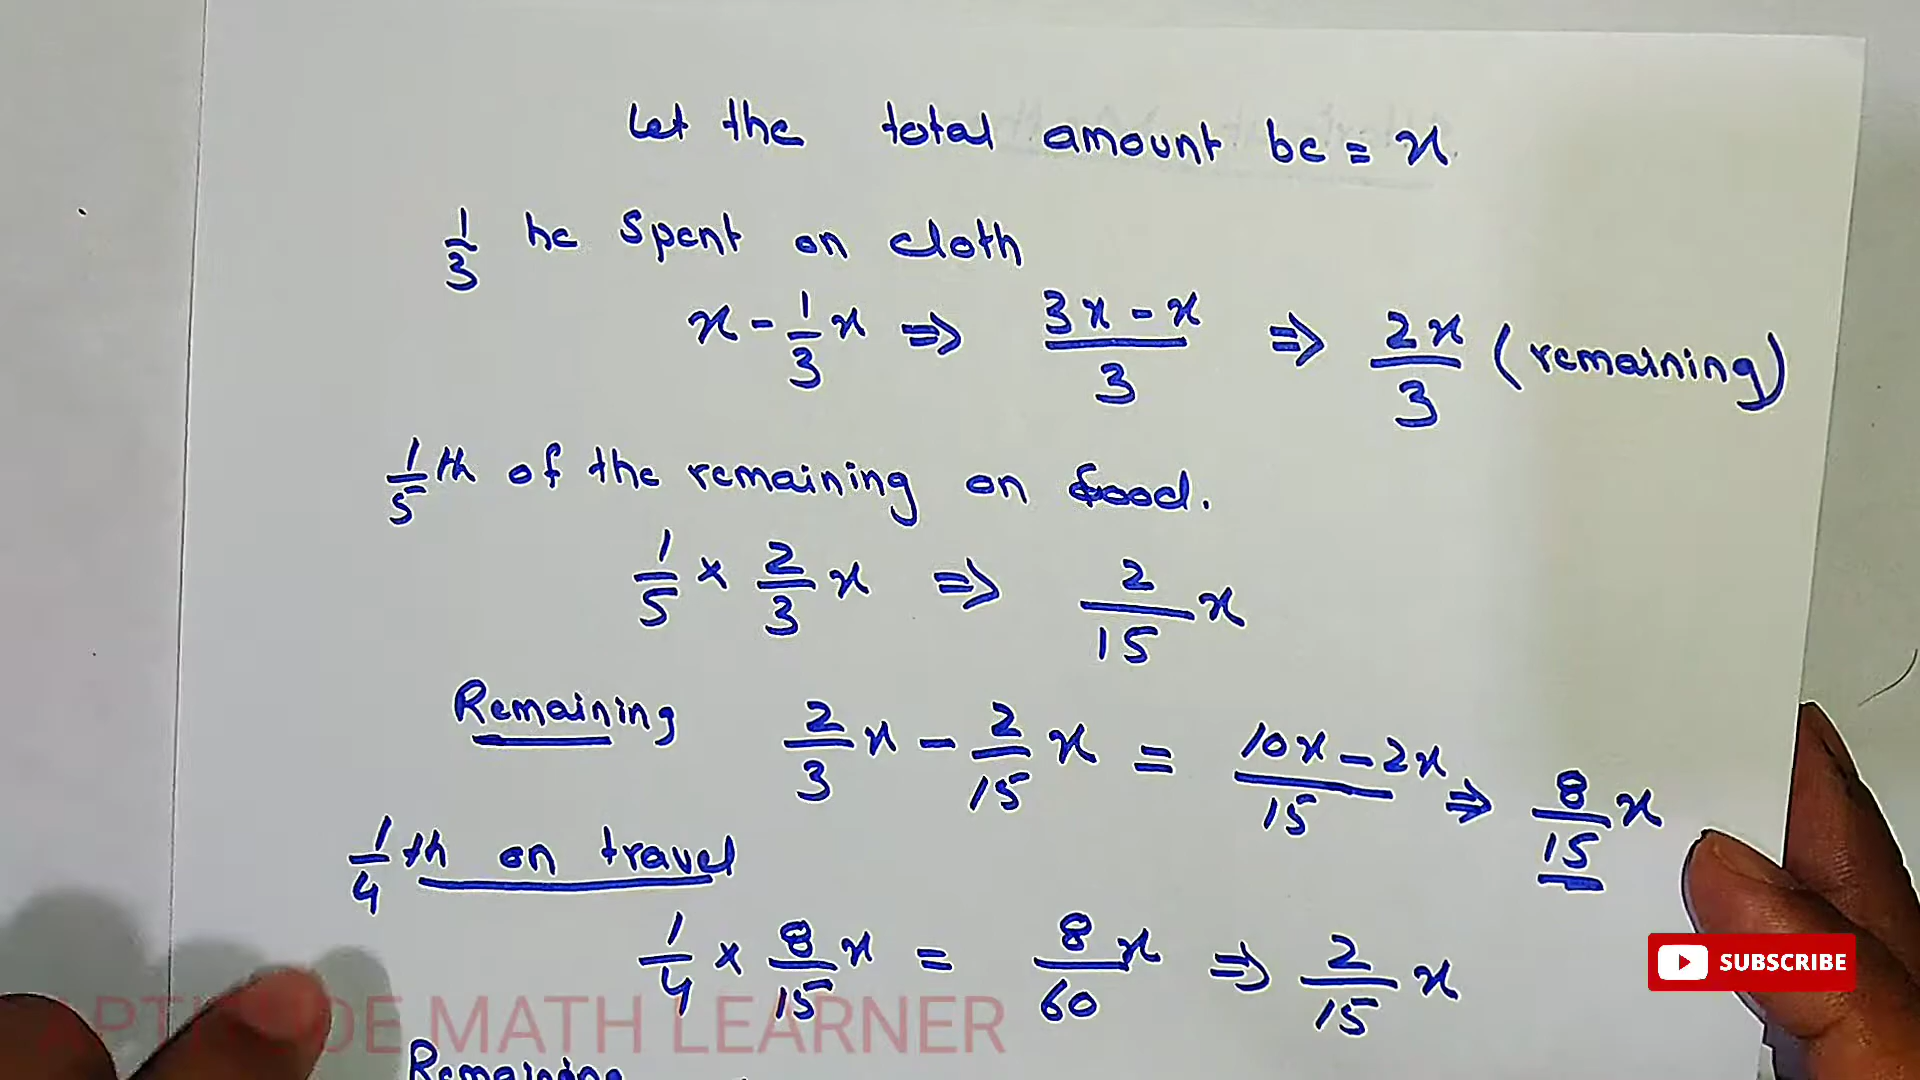 Let the total amount be = x.
1/3 he spent on cloth
x - 1/3 x ⇒ 3x - x / 3 ⇒ 2x/3 (remaining)
1/5 th of the remaining on food.
1/5 × 2/3 x ⇒ 2/15 x
Remaining 2/3 x - 2/15 x = 10x - 2x / 15 ⇒ 8/15 x
1/4 th on travel
1/4 × 8/15 x = 8/60 x ⇒ 2/15 x
SUBSCRIBE
APTITUDE MATH LEARNER
Remaining